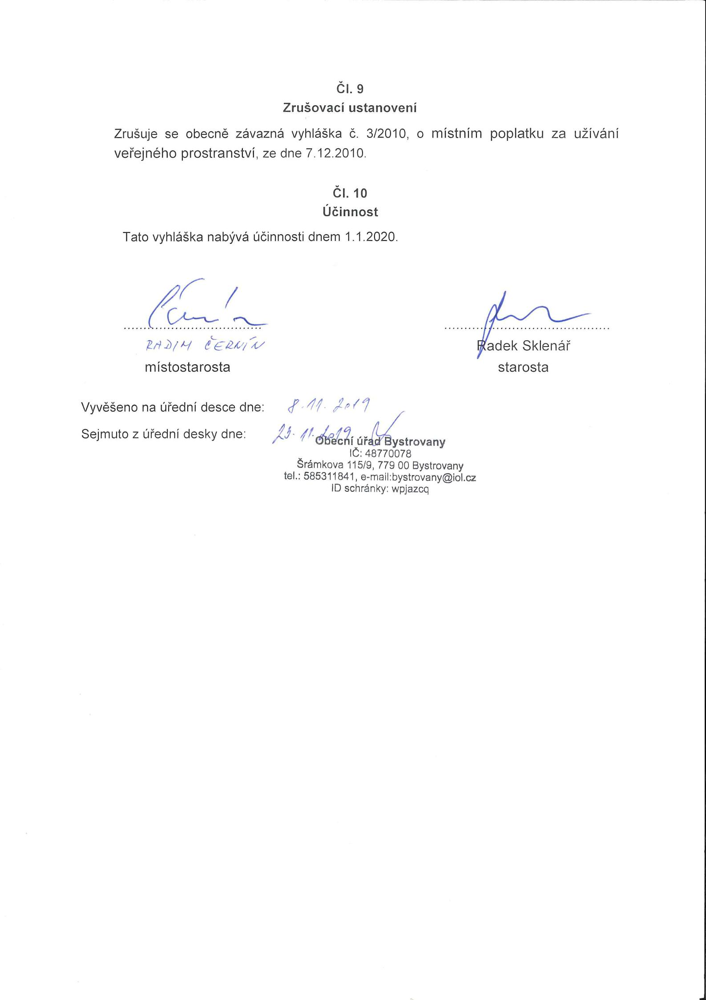 Čl. 9
Zrušovací ustanovení
Zrušuje se obecně závazná vyhláška č. 3/2010, o místním poplatku za užívání
veřejného prostranství, ze dne 7.12.2010.
Čl. 10
Účinnost
Tato vyhláška nabývá účinnosti dnem 1.1.2020.
RADIM ČERNÍN
Radek Sklenář
místostarosta
starosta
Vyvěšeno na úřední desce dne: 8.11. 2019
Sejmuto z úřední desky dne: 23.11.2019
Obecní úřad Bystrovany
IČ: 48770078
Šrámkova 115/9, 779 00 Bystrovany
tel.: 585311841, e-mail:bystrovany@iol.cz
ID schránky: wpjazcq